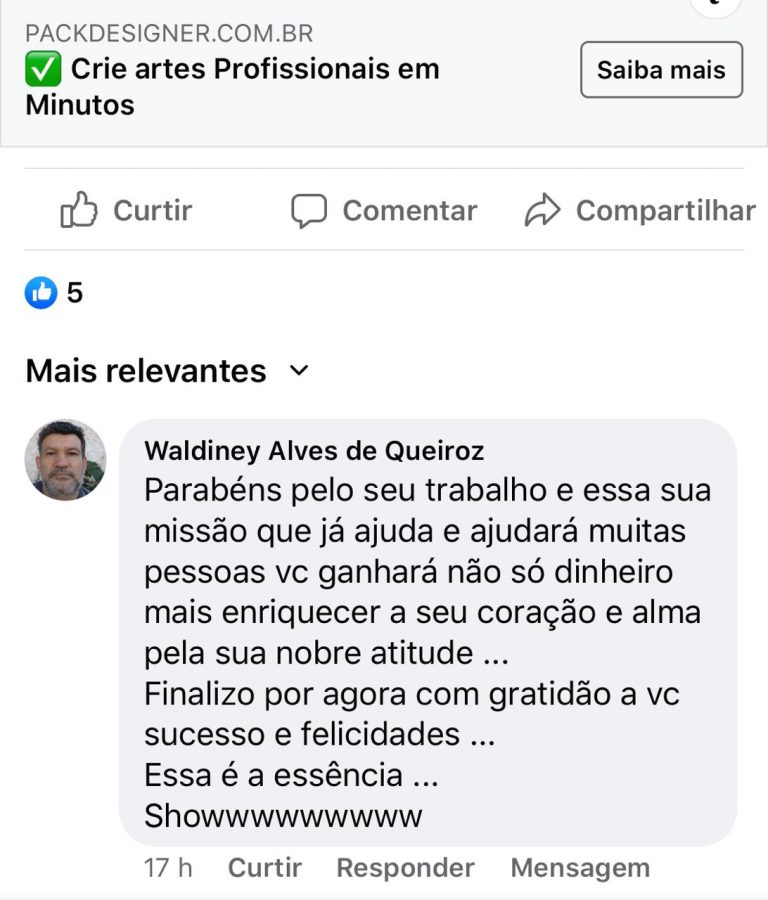 PACKDESIGNER.COM.BR
✅ Crie artes Profissionais em
Minutos
Saiba mais
Curtir Comentar Compartilhar
5
Mais relevantes
Waldiney Alves de Queiroz
Parabéns pelo seu trabalho e essa sua
missão que já ajuda e ajudará muitas
pessoas vc ganhará não só dinheiro
mais enriquecer a seu coração e alma
pela sua nobre atitude ...
Finalizo por agora com gratidão a vc
sucesso e felicidades ...
Essa é a essência ...
Showwwwwwwwww
17 h Curtir Responder Mensagem